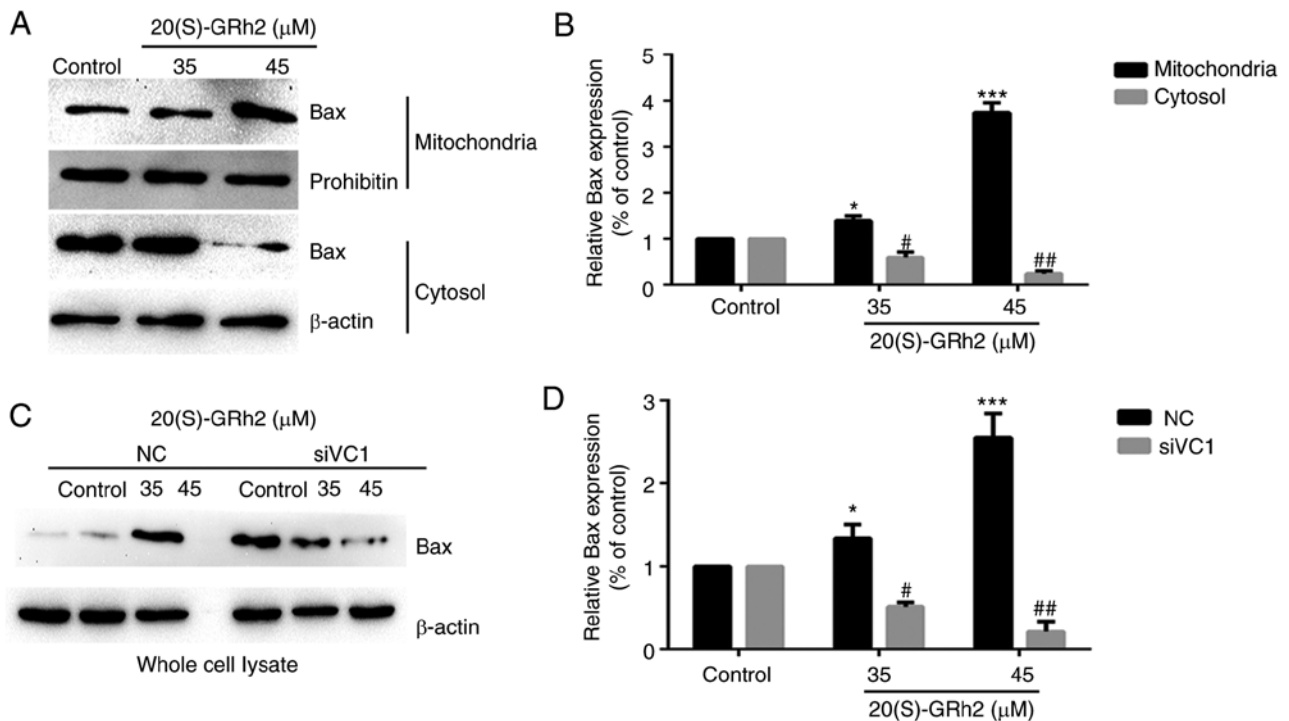 A
20(S)-GRh2 (μM)
Control 35 45
Bax
Mitochondria
Prohibitin
Bax
Cytosol
β-actin
B
Relative Bax expression
(% of control)
5
4
3
2
1
0
*
#
***
##
Control 35 45
20(S)-GRh2 (μM)
Mitochondria
Cytosol
C
20(S)-GRh2 (μM)
NC siVC1
Control 35 45 Control 35 45
Bax
β-actin
Whole cell lysate
D
Relative Bax expression
(% of control)
3
2
1
0
*
#
***
##
Control 35 45
20(S)-GRh2 (μM)
NC
siVC1